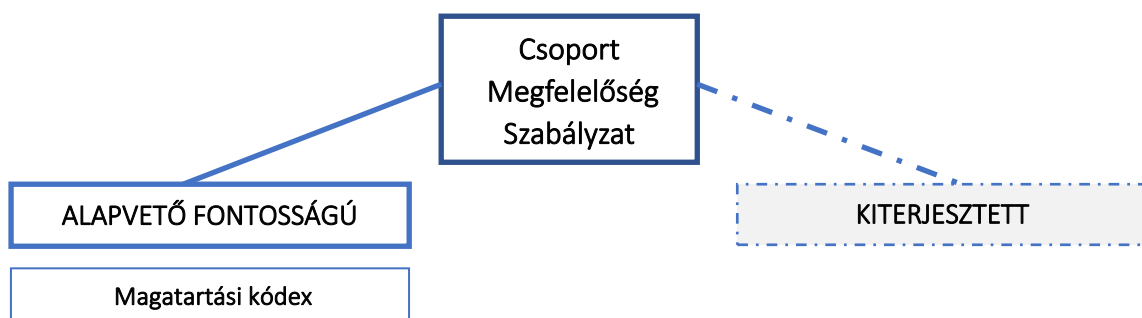 Csoport
Megfelelőség
Szabályzat
ALAPVETŐ FONTOSSÁGÚ
KITERJESZTETT
Magatartási kódex